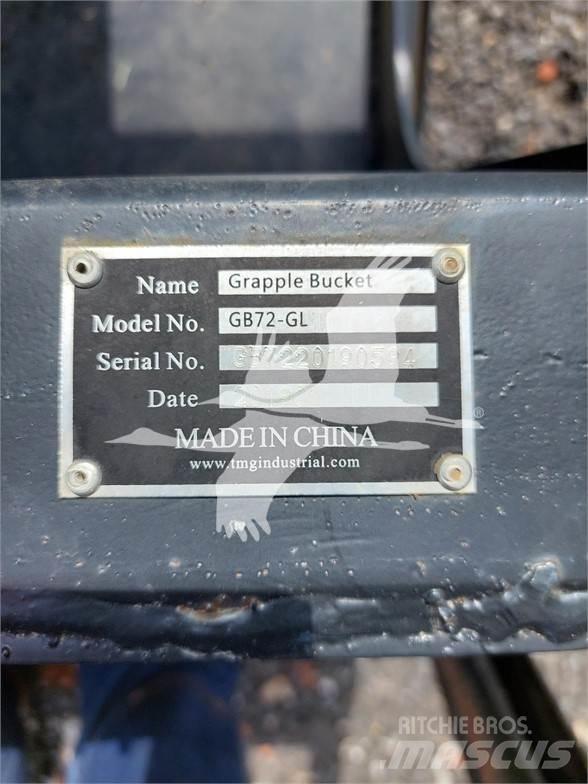 Name Grapple Bucket
Model No. GB72-GL
Serial No.
Date
MADE IN CHINA
www.tmgindustrial.com
®
RITCHIE BROS.
MASCUS